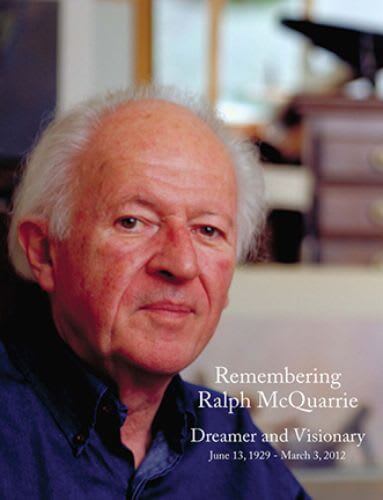 Remembering
Ralph McQuarrie
Dreamer and Visionary
June 13, 1929 - March 3, 2012